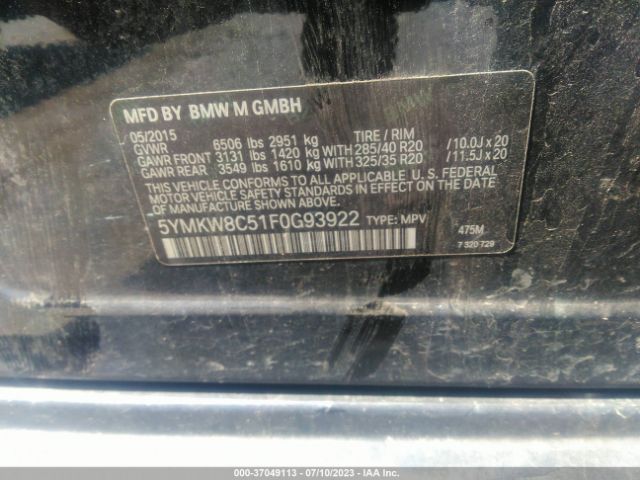 MFD BY BMW M GMBH
05/2015
GVWR 6506 lbs 2951 kg TIRE / RIM
GAWR FRONT 3131 lbs 1420 kg WITH 285/40 R20 /10.0J x 20
GAWR REAR 3549 lbs 1610 kg WITH 325/35 R20 /11.5J x 20
THIS VEHICLE CONFORMS TO ALL APPLICABLE U. S. FEDERAL
MOTOR VEHICLE SAFETY STANDARDS IN EFFECT ON THE DATE
OF MANUFACTURE SHOWN ABOVE.
5YMKW8C51F0G93922 TYPE: MPV
475M
7 320 729
000-37049113 - 07/10/2023 - IAA Inc.